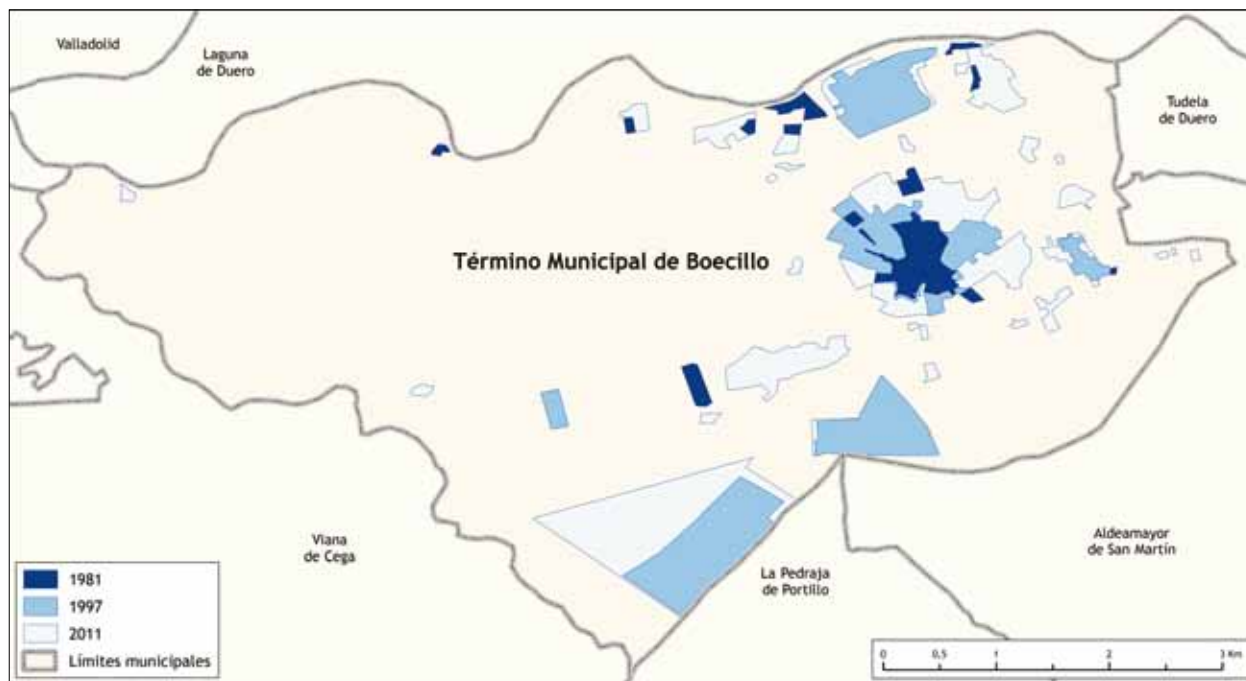 Valladolid
Laguna
de Duero
Tudela
de Duero
Término Municipal de Boecillo
Viana
de Cega
Aldeamayor
de San Martín
La Pedraja
de Portillo
1981
1997
2011
Límites municipales
0 0,5 1 2 3 Km